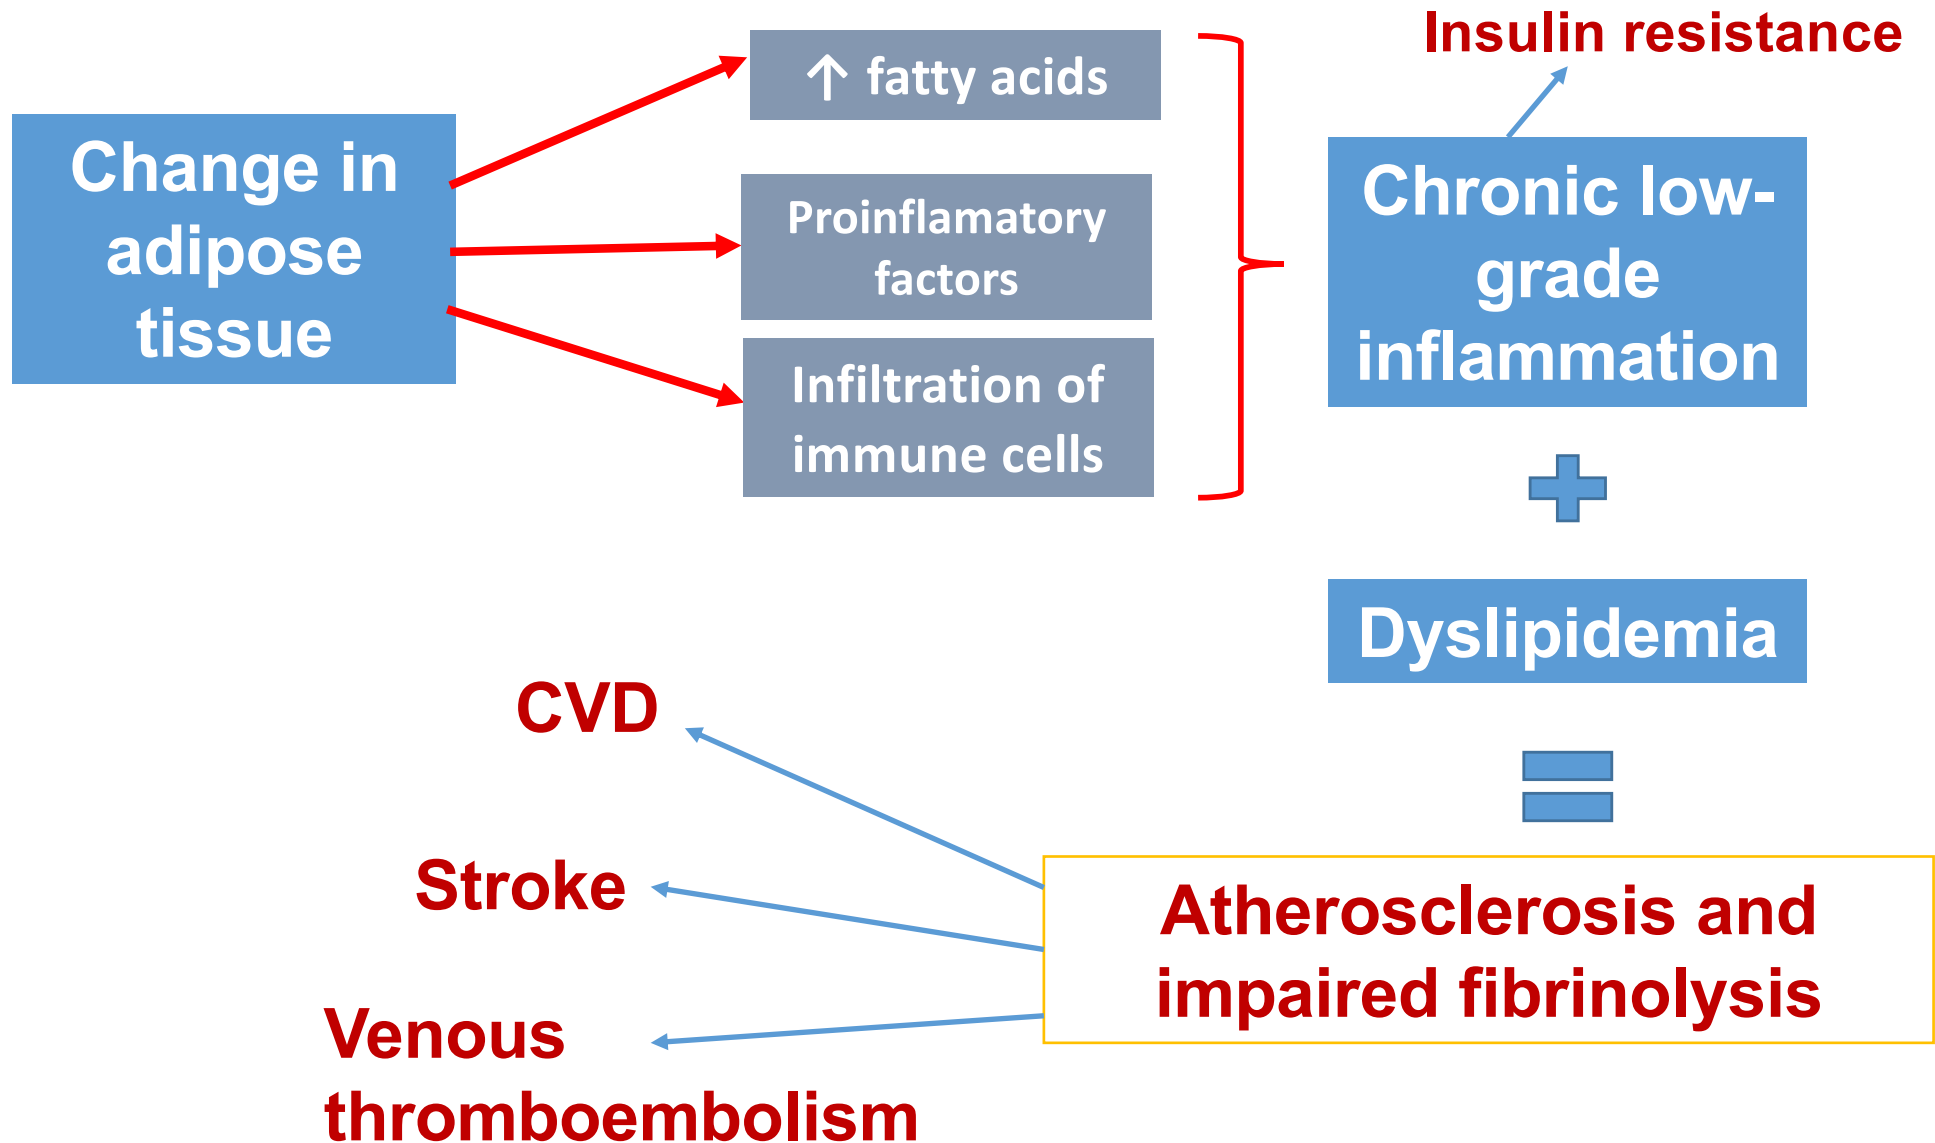 Change in
adipose
tissue
↑ fatty acids
Proinflamatory
factors
Infiltration of
immune cells
Insulin resistance
Chronic low-
grade
inflammation
Dyslipidemia
Atherosclerosis and
impaired fibrinolysis
CVD
Stroke
Venous
thromboembolism